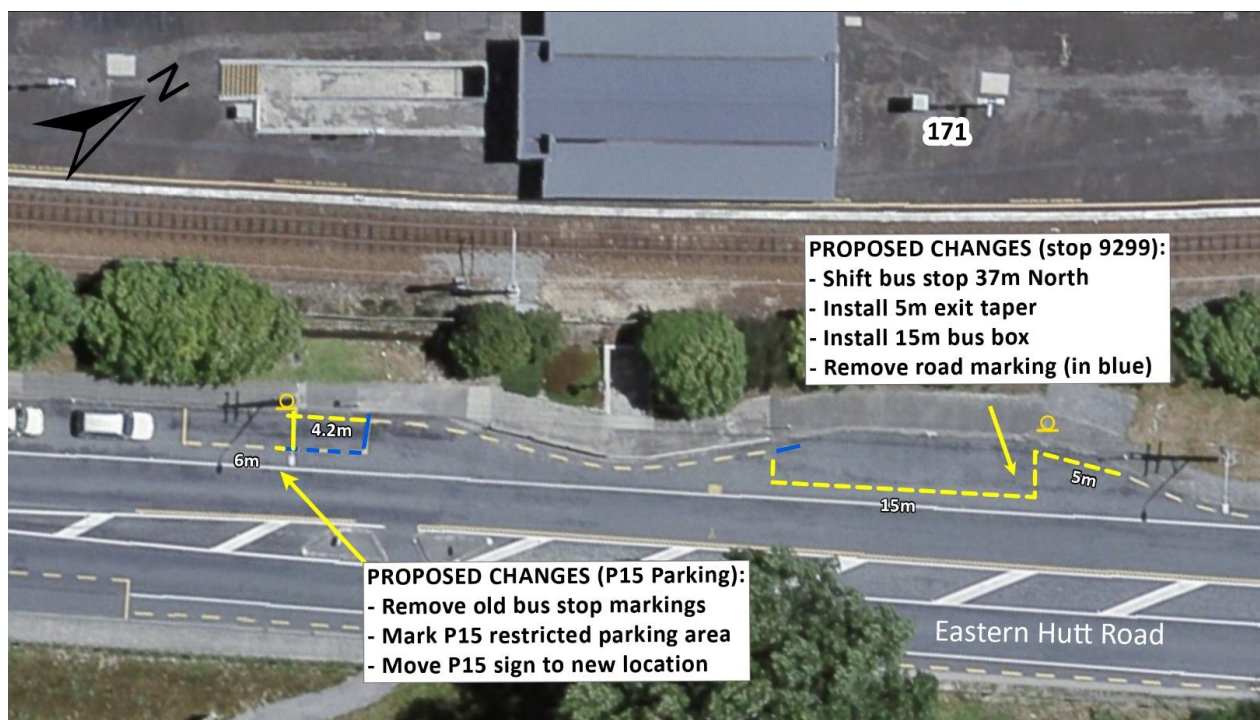 N
171
PROPOSED CHANGES (stop 9299):
- Shift bus stop 37m North
- Install 5m exit taper
- Install 15m bus box
- Remove road marking (in blue)
4.2m
6m
5m
15m
PROPOSED CHANGES (P15 Parking):
- Remove old bus stop markings
- Mark P15 restricted parking area
- Move P15 sign to new location
Eastern Hutt Road